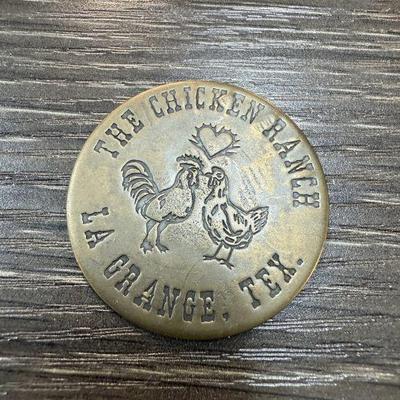 THE CHICKEN RANCH
LA GRANGE, TEX.